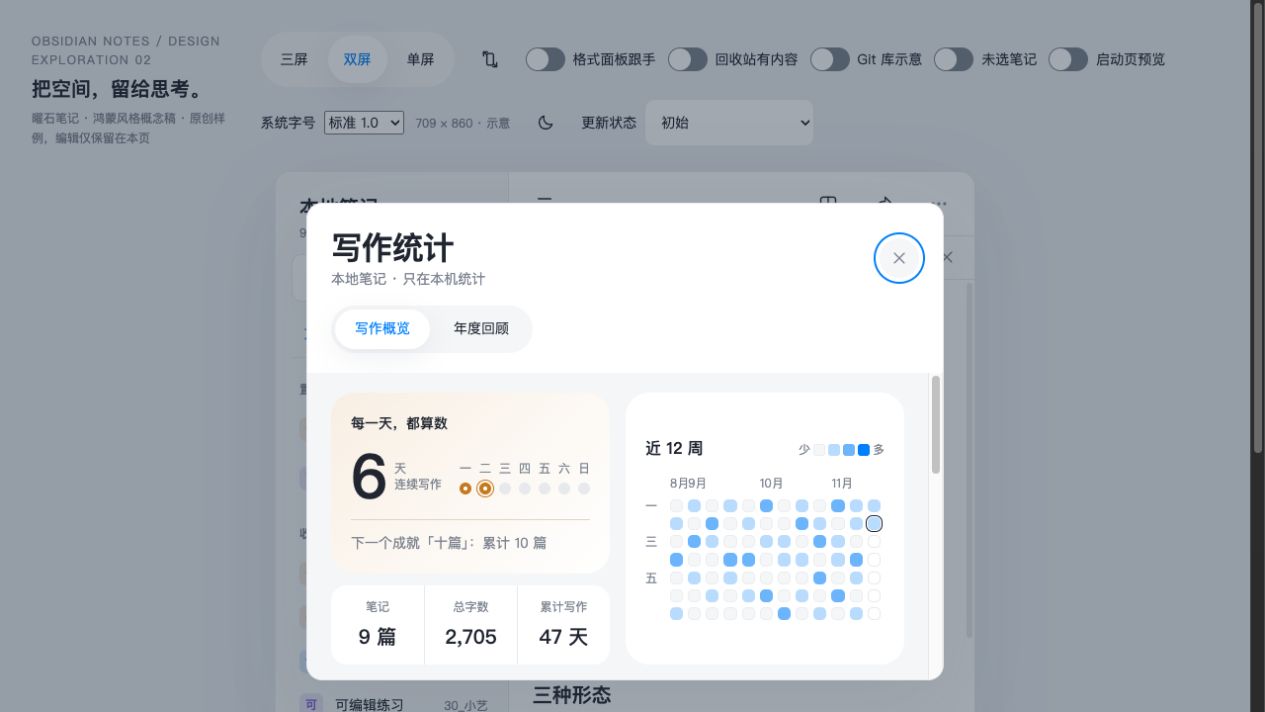 OBSIDIAN NOTES / DESIGN
EXPLORATION 02
把空间，留给思考。
曜石笔记 · 鸿蒙风格概念稿 · 原创样
例，编辑仅保留在本页
三屏 双屏 单屏
格式面板跟手 回收站有内容 Git 库示意 未选笔记 启动页预览
系统字号 标准 1.0 709 × 860 · 示意 更新状态 初始
写作统计
本地笔记 · 只在本机统计
写作概览 年度回顾
每一天，都算数
6 天
连续写作
一 二 三 四 五 六 日
下一个成就「十篇」：累计 10 篇
笔记 总字数 累计写作
9 篇 2,705 47 天
近 12 周 少 多
8月9月 10月 11月
一
三
五
三种形态
可 可编辑练习 30_小艺